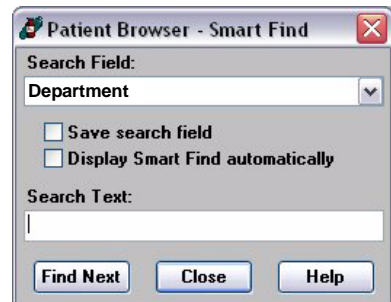 Patient Browser - Smart Find
Search Field:
Department
Save search field
Display Smart Find automatically
Search Text:
Find Next Close Help